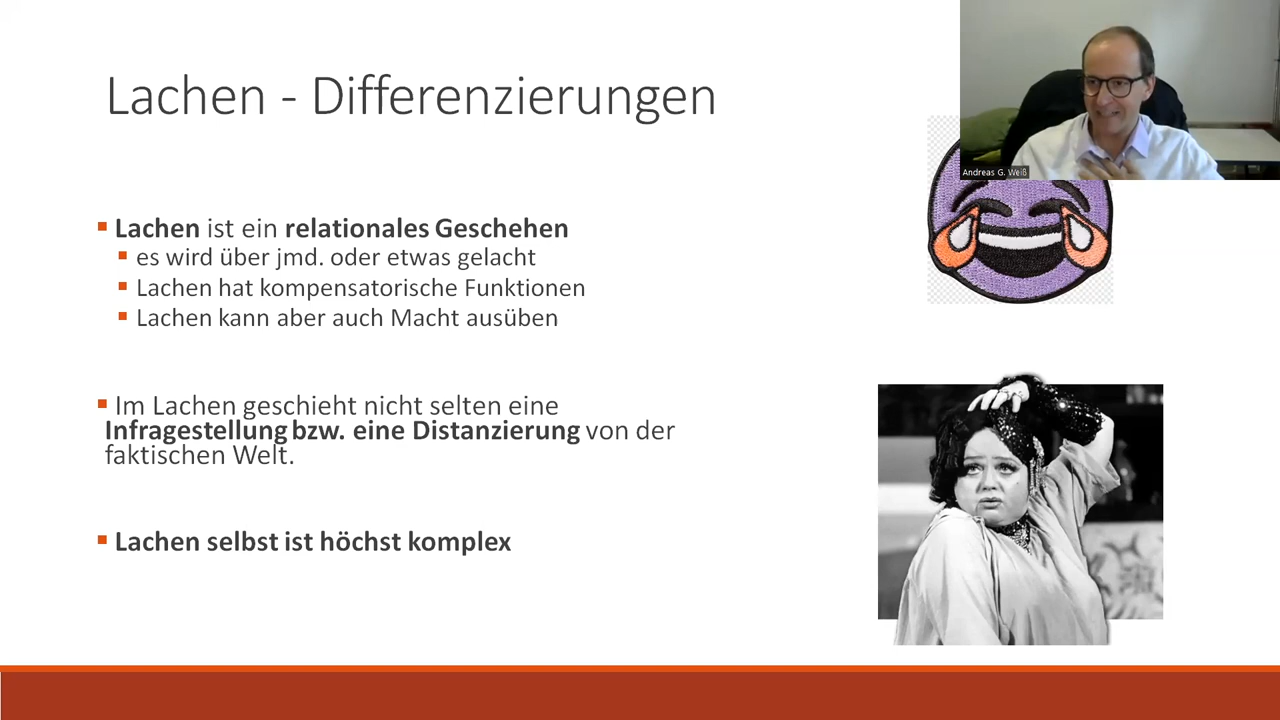 Lachen - Differenzierungen
Andreas G. Weiß
Lachen ist ein relationales Geschehen
es wird über jmd. oder etwas gelacht
Lachen hat kompensatorische Funktionen
Lachen kann aber auch Macht ausüben
Im Lachen geschieht nicht selten eine
Infragestellung bzw. eine Distanzierung von der
faktischen Welt.
Lachen selbst ist höchst komplex